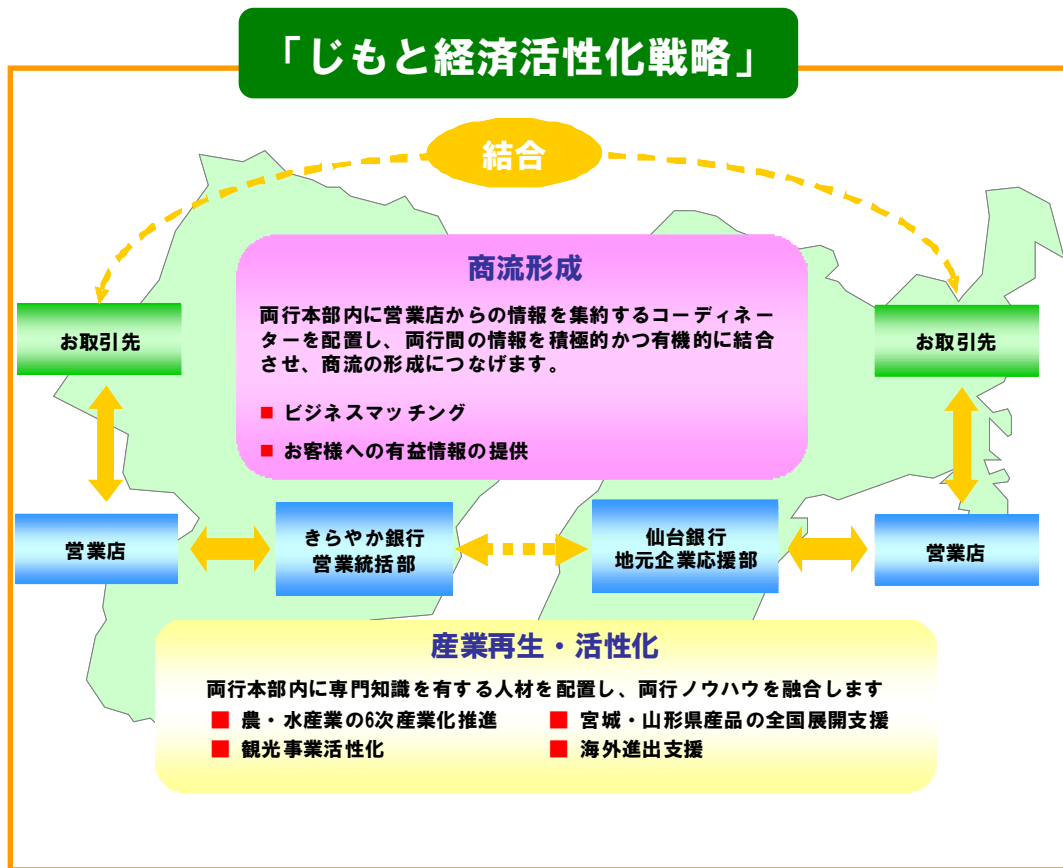 「じもと経済活性化戦略」
結合
商流形成
両行本部内に営業店からの情報を集約するコーディネー
ターを配置し、両行間の情報を積極的かつ有機的に結合
させ、商流の形成につなげます。
■ ビジネスマッチング
■ お客様への有益情報の提供
お取引先
お取引先
営業店
きらやか銀行
営業統括部
仙台銀行
地元企業応援部
営業店
産業再生・活性化
両行本部内に専門知識を有する人材を配置し、両行ノウハウを融合します
■ 農・水産業の6次産業化推進
■ 宮城・山形県産品の全国展開支援
■ 観光事業活性化
■ 海外進出支援